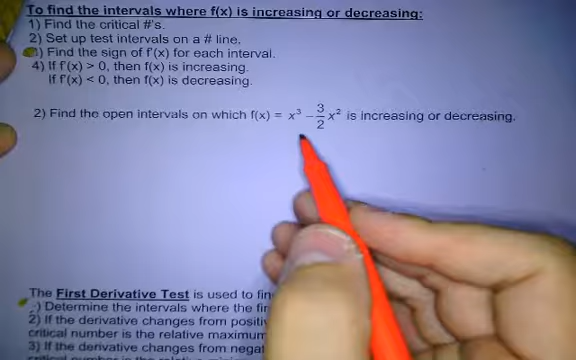 To find the intervals where f(x) is increasing or decreasing:
1) Find the critical #'s.
2) Set up test intervals on a # line.
) Find the sign of f'(x) for each interval.
4) If f'(x) > 0, then f(x) is increasing.
If f'(x) < 0, then f(x) is decreasing.
2) Find the open intervals on which f(x) = x³ − 3/2 x² is increasing or decreasing.
The First Derivative Test is used to fin
.) Determine the intervals where the fir
2) If the derivative changes from positiv
critical number is the relative maximum
3) If the derivative changes from negat